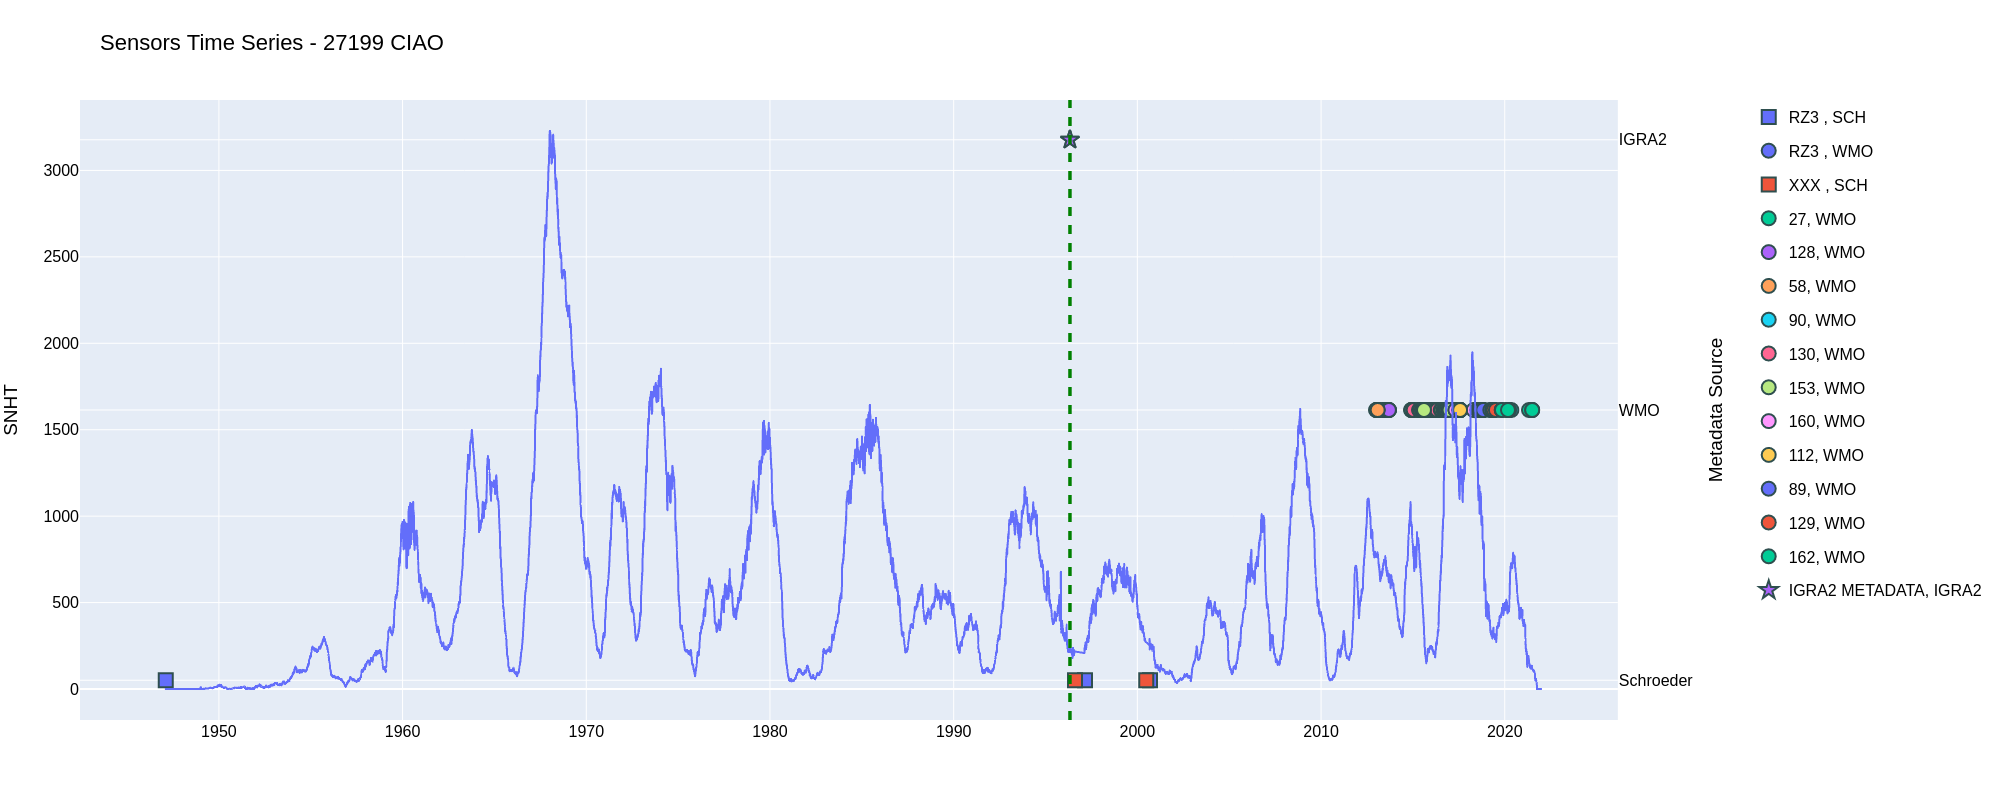 Sensors Time Series - 27199 CIAO
SNHT
3000
2500
2000
1500
1000
500
0
1950
1960
1970
1980
1990
2000
2010
2020
IGRA2
WMO
Schroeder
Metadata Source
RZ3 , SCH
RZ3 , WMO
XXX , SCH
27, WMO
128, WMO
58, WMO
90, WMO
130, WMO
153, WMO
160, WMO
112, WMO
89, WMO
129, WMO
162, WMO
IGRA2 METADATA, IGRA2